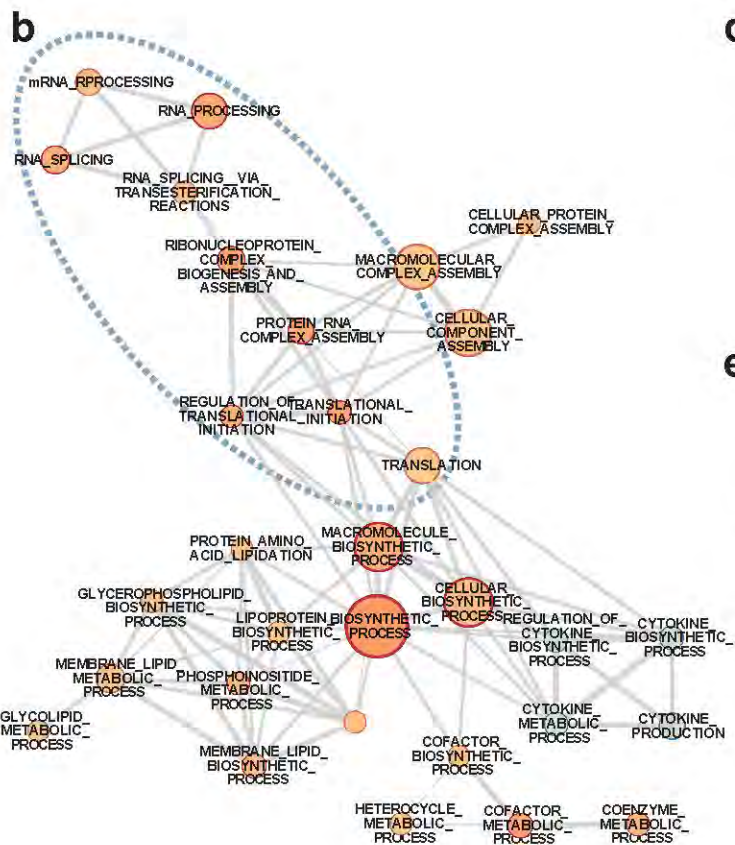 b
c
mRNA_RPROCESSING
RNA_PROCESSING
RNA_SPLICING
RNA_SPLICING__VIA_
TRANSESTERIFICATION_
REACTIONS
CELLULAR_PROTEIN_
COMPLEX_ASSEMBLY
RIBONUCLEOPROTEIN_
COMPLEX_
BIOGENESIS_AND_
ASSEMBLY
MACROMOLECULAR_
COMPLEX_ASSEMBLY
PROTEIN_RNA_
COMPLEX_ASSEMBLY
CELLULAR_
COMPONENT_
ASSEMBLY
e
REGULATION_OF_
TRANSLATIONAL_
INITIATION
TRANSLATIONAL_
INITIATION
TRANSLATION
PROTEIN_AMINO_
ACID_LIPIDATION
MACROMOLECULE_
BIOSYNTHETIC_
PROCESS
GLYCEROPHOSPHOLIPID_
BIOSYNTHETIC_
PROCESS
LIPOPROTEIN_
BIOSYNTHETIC_
PROCESS
BIOSYNTHETIC_
PROCESS
CELLULAR_
BIOSYNTHETIC_
PROCESS
REGULATION_OF_
CYTOKINE_
BIOSYNTHETIC_
PROCESS
CYTOKINE_
BIOSYNTHETIC_
PROCESS
MEMBRANE_LIPID_
METABOLIC_
PROCESS
PHOSPHOINOSITIDE_
METABOLIC_
PROCESS
GLYCOLIPID_
METABOLIC_
PROCESS
MEMBRANE_LIPID_
BIOSYNTHETIC_
PROCESS
CYTOKINE_
METABOLIC_
PROCESS
CYTOKINE_
PRODUCTION
COFACTOR_
BIOSYNTHETIC_
PROCESS
HETEROCYCLE_
METABOLIC_
PROCESS
COFACTOR_
METABOLIC_
PROCESS
COENZYME_
METABOLIC_
PROCESS